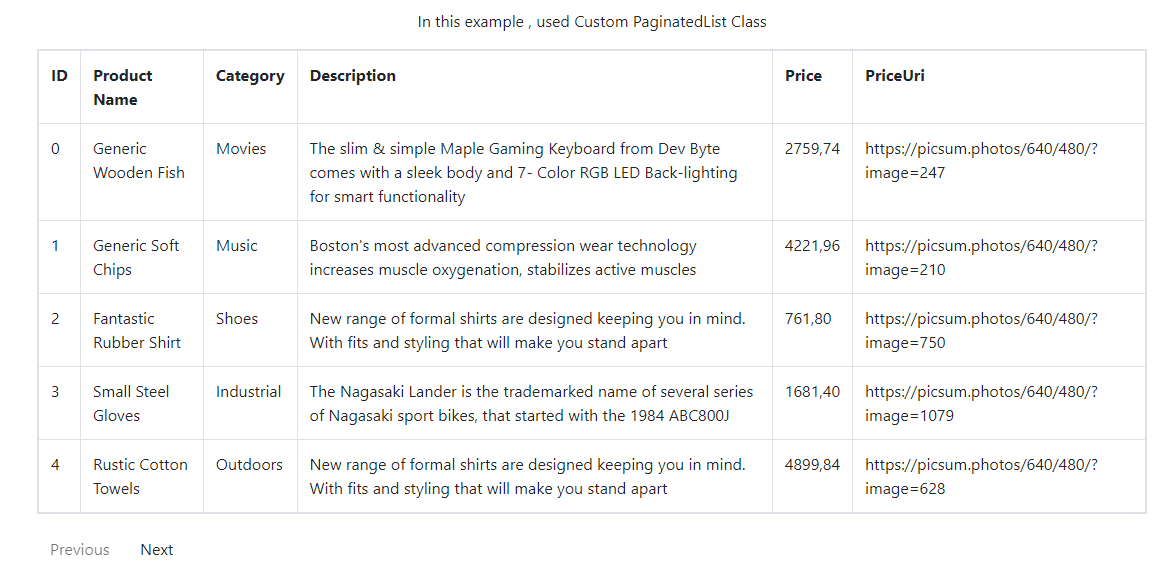 In this example , used Custom PaginatedList Class
ID Product Name Category Description Price PriceUri
0 Generic Wooden Fish Movies The slim & simple Maple Gaming Keyboard from Dev Byte comes with a sleek body and 7- Color RGB LED Back-lighting for smart functionality 2759,74 https://picsum.photos/640/480/?image=247
1 Generic Soft Chips Music Boston's most advanced compression wear technology increases muscle oxygenation, stabilizes active muscles 4221,96 https://picsum.photos/640/480/?image=210
2 Fantastic Rubber Shirt Shoes New range of formal shirts are designed keeping you in mind. With fits and styling that will make you stand apart 761,80 https://picsum.photos/640/480/?image=750
3 Small Steel Gloves Industrial The Nagasaki Lander is the trademarked name of several series of Nagasaki sport bikes, that started with the 1984 ABC800J 1681,40 https://picsum.photos/640/480/?image=1079
4 Rustic Cotton Towels Outdoors New range of formal shirts are designed keeping you in mind. With fits and styling that will make you stand apart 4899,84 https://picsum.photos/640/480/?image=628
Previous Next